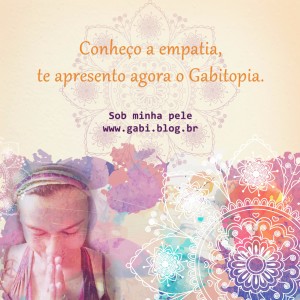 Conheço a empatia,
te apresento agora o Gabitopia.
Sob minha pele
www.gabi.blog.br